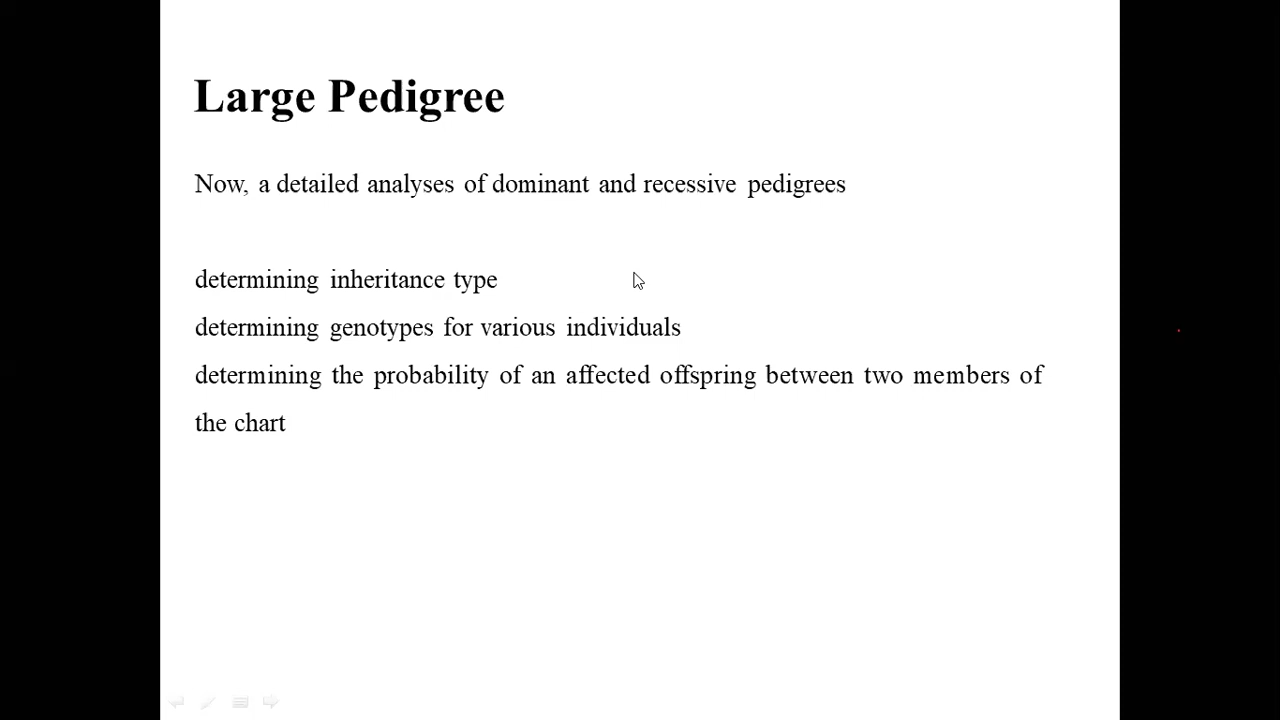 Large Pedigree
Now, a detailed analyses of dominant and recessive pedigrees
determining inheritance type
determining genotypes for various individuals
determining the probability of an affected offspring between two members of
the chart